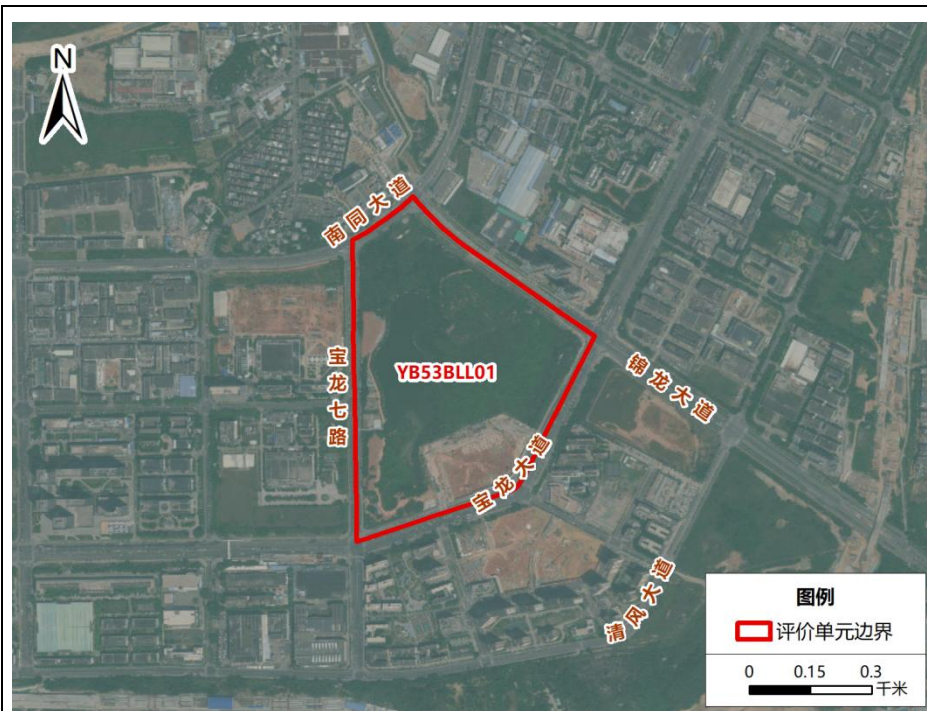 N
南同大道
宝龙七路
YB53BLL01
锦龙大道
宝龙大道
清风大道
图例
评价单元边界
0 0.15 0.3
千米